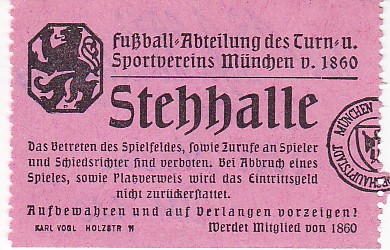 Fußball-Abteilung des Turn- u.
Sportvereins München v. 1860
Stehhalle
Das Betreten des Spielfeldes, sowie Zurufe an Spieler
und Schiedsrichter sind verboten. Bei Abbruch eines
Spieles, sowie Platzverweis wird das Eintrittsgeld
nicht zurückerstattet.
Aufbewahren und auf Verlangen vorzeigen!
KARL VOGL HOLZSTR 11 Werdet Mitglied von 1860
MÜNCHEN
HAUPTSTADT